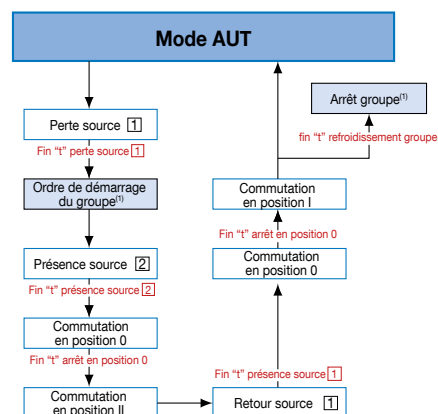 Mode AUT
Perte source 1
Fin “t” perte source 1
Ordre de démarrage
du groupe(1)
Présence source 2
Fin “t” présence source 2
Commutation
en position 0
Fin “t” arrêt en position 0
Commutation
en position II
Retour source 1
Fin “t” présence source 1
Commutation
en position 0
Fin “t” arrêt en position 0
Commutation
en position I
fin “t” refroidissement groupe
Arrêt groupe(1)